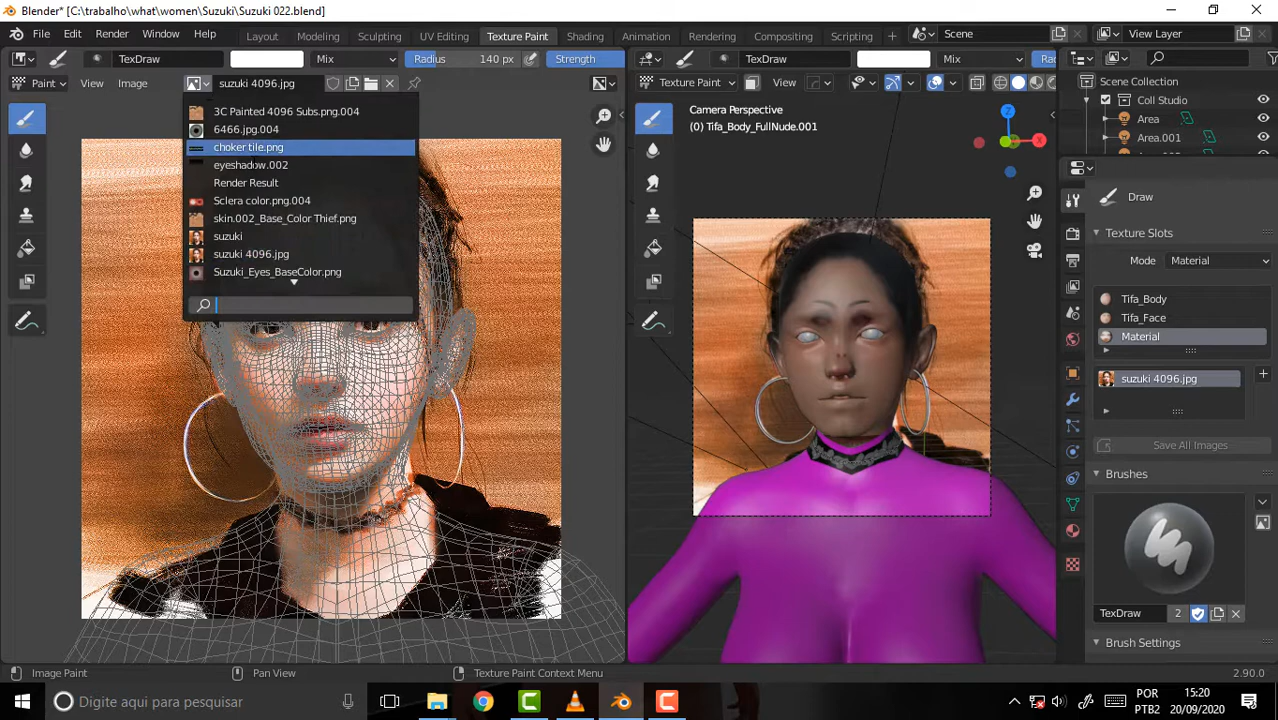 Blender* [C:\trabalho\what\women\Suzuki\Suzuki 022.blend]
File Edit Render Window Help Layout Modeling Sculpting UV Editing Texture Paint Shading Animation Rendering Compositing Scripting Scene View Layer
TexDraw Mix Radius 140 px Strength TexDraw Mix Rac
Paint View Image suzuki 4096.jpg Texture Paint View Scene Collection
Coll Studio
Area
Area.001
3C Painted 4096 Subs.png.004
6466.jpg.004
choker tile.png
eyeshadow.002
Render Result
Sclera color.png.004
skin.002_Base_Color Thief.png
suzuki
suzuki 4096.jpg
Suzuki_Eyes_BaseColor.png
Camera Perspective
(0) Tifa_Body_FullNude.001
Z
X
Draw
Texture Slots
Mode Material
Tifa_Body
Tifa_Face
Material
suzuki 4096.jpg
Save All Images
Brushes
TexDraw 2
Brush Settings
Image Paint Pan View Texture Paint Context Menu 2.90.0
Digite aqui para pesquisar
POR
PTB2
15:20
20/09/2020